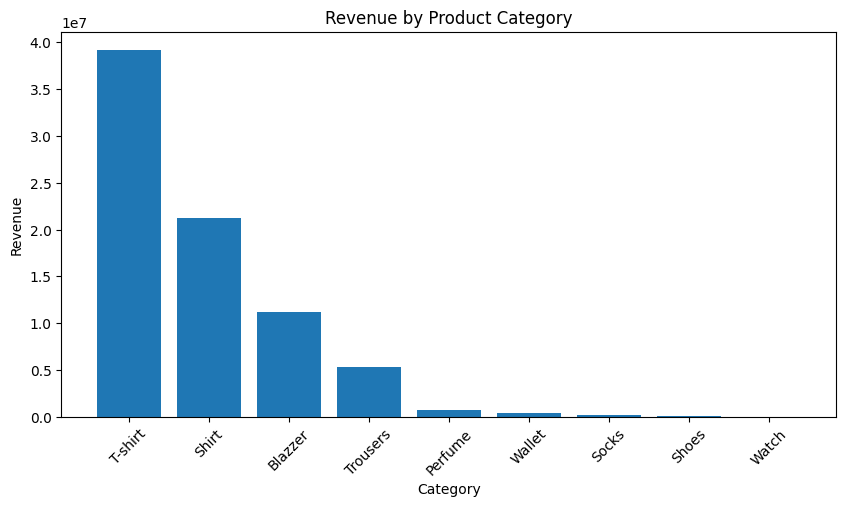 Revenue by Product Category
1e7
4.0
3.5
3.0
2.5
2.0
1.5
1.0
0.5
0.0
Revenue
T-shirt
Shirt
Blazzer
Trousers
Perfume
Wallet
Socks
Shoes
Watch
Category